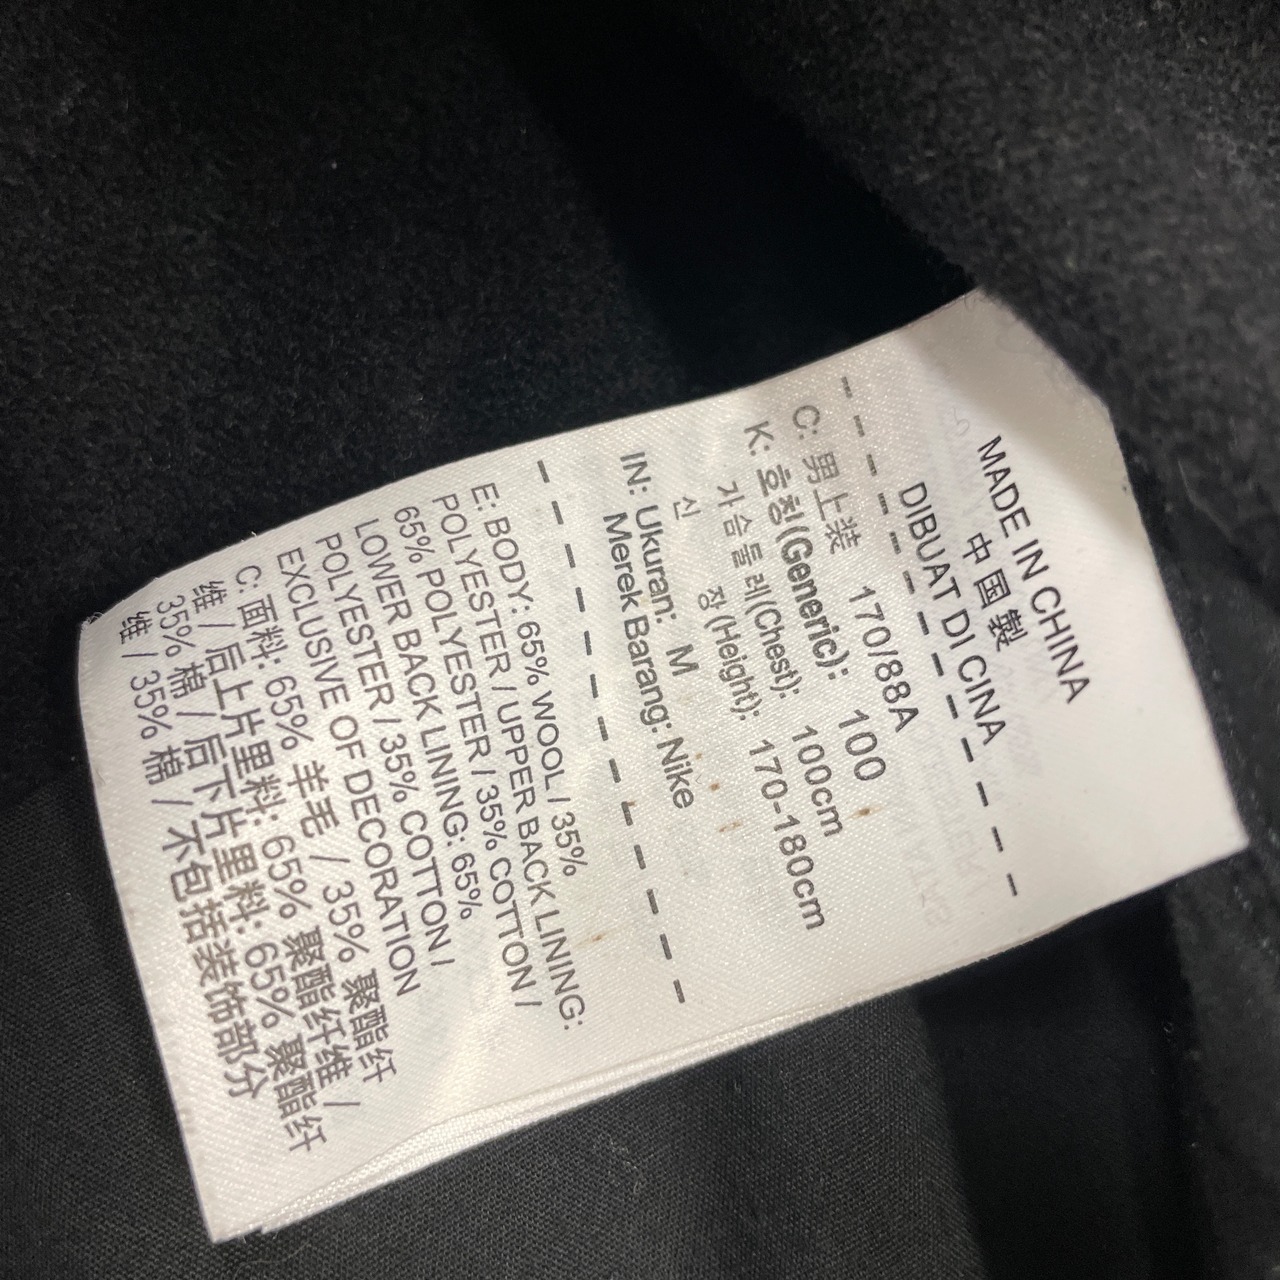 MADE IN CHINA
中国製
DIBUAT DI CINA
C: 男上装 170/88A
K: 호칭(Generic): 100
가슴둘레(Chest): 100cm
신 장(Height): 170-180cm
IN: Ukuran: M
Merek Barang: Nike
E: BODY: 65% WOOL / 35%
POLYESTER / UPPER BACK LINING:
65% POLYESTER / 35% COTTON /
LOWER BACK LINING: 65%
POLYESTER / 35% COTTON /
EXCLUSIVE OF DECORATION
C: 面料: 65% 羊毛 / 35% 聚酯纤
维 / 后上片里料: 65% 聚酯纤维 /
35% 棉 / 后下片里料: 65% 聚酯纤
维 / 35% 棉 / 不包括装饰部分